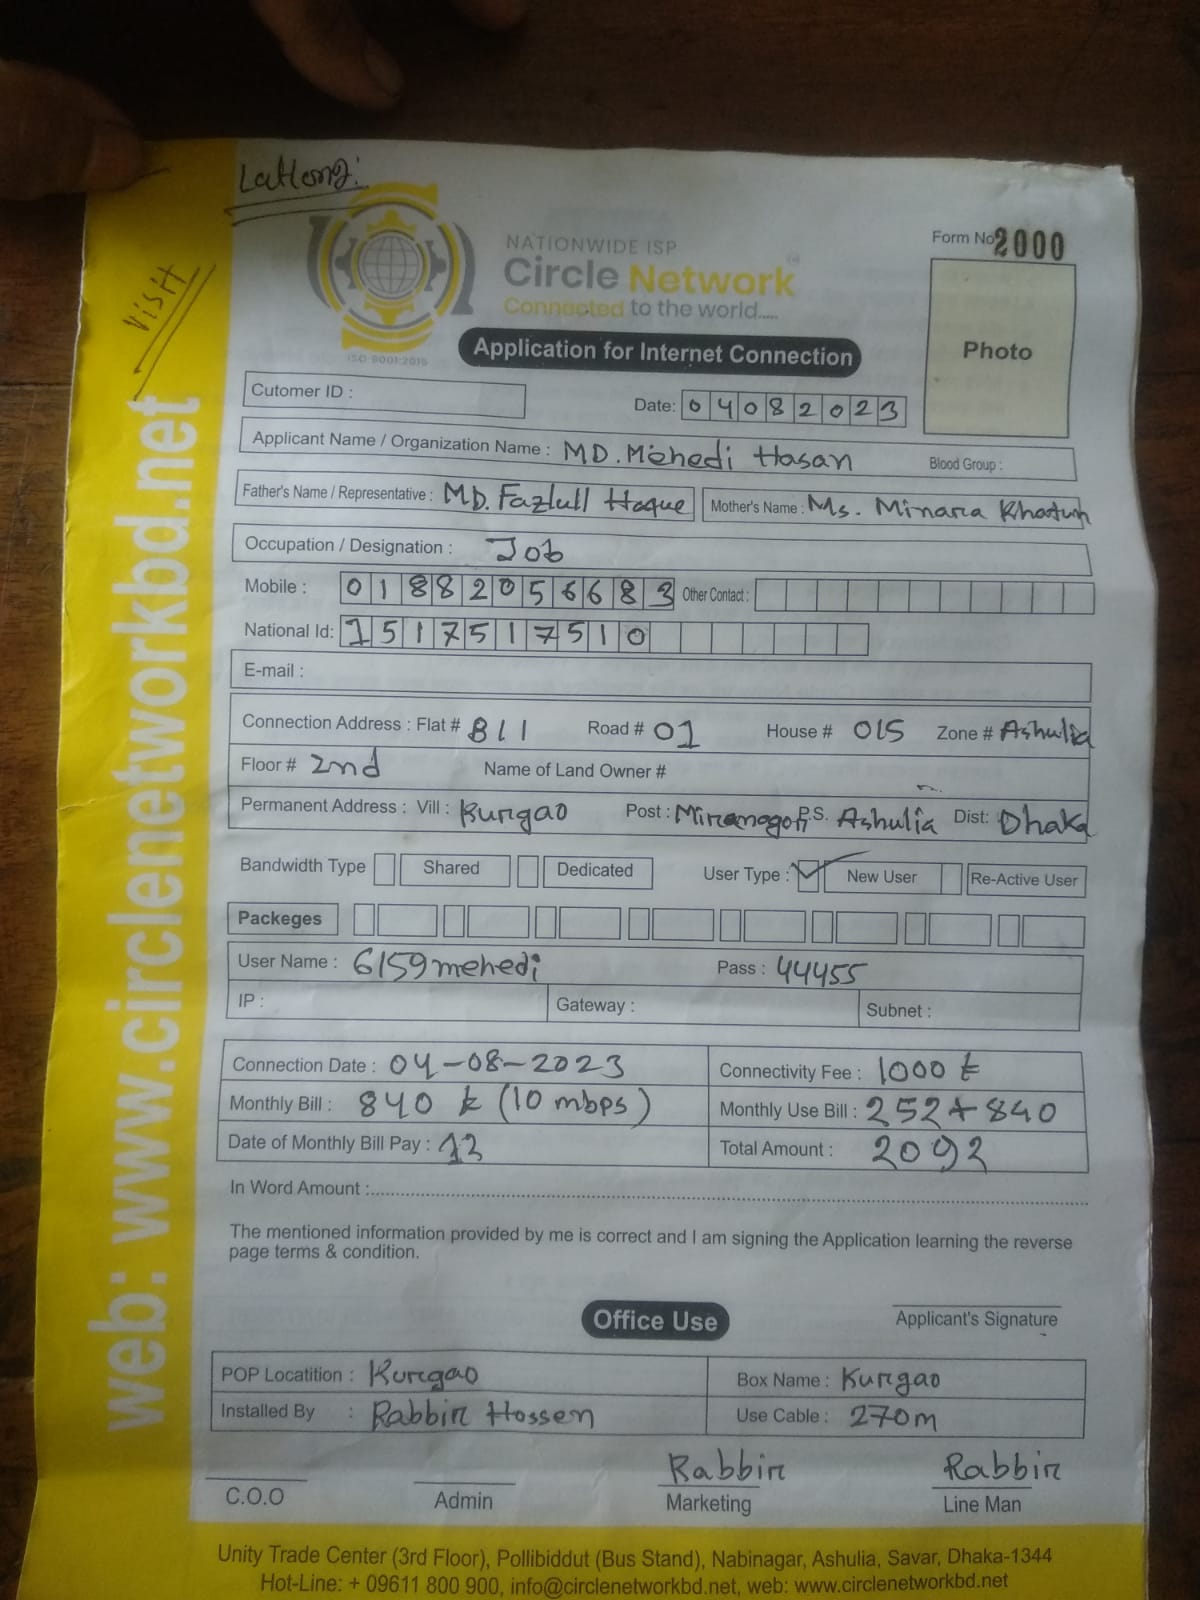 Lattong:
Visit
NATIONWIDE ISP
Circle Network
Connected to the world.....
ISO 9001:2015
Form No 2000
Photo
Application for Internet Connection
Cutomer ID :
Date: 04082023
Applicant Name / Organization Name : MD. Mehedi Hasan Blood Group :
Father's Name / Representative : MD. Fazlull Haque Mother's Name : Ms. Minara Khatun
Occupation / Designation : Job
Mobile : 01882056683 Other Contact :
National Id: 1517517510
E-mail :
Connection Address : Flat # B11 Road # 01 House # 015 Zone # Ashulia
Floor # 2nd Name of Land Owner #
Permanent Address : Vill : Kurgao Post : P.S. Ashulia Dist: Dhaka
Bandwidth Type Shared Dedicated User Type : New User Re-Active User
Packeges
User Name : 6159mehedi Pass : 44455
IP : Gateway : Subnet :
Connection Date : 04-08-2023 Connectivity Fee : 1000 ৳
Monthly Bill : 840 ৳ (10 mbps) Monthly Use Bill : 252+840
Date of Monthly Bill Pay : 12 Total Amount : 2092
In Word Amount :
The mentioned information provided by me is correct and I am signing the Application learning the reverse
page terms & condition.
Applicant's Signature
Office Use
POP Locatition : Kurgao Box Name : Kurgao
Installed By : Rabbir Hossen Use Cable : 270m
Rabbir Rabbir
C.O.O Admin Marketing Line Man
Unity Trade Center (3rd Floor), Pollibiddut (Bus Stand), Nabinagar, Ashulia, Savar, Dhaka-1344
Hot-Line: + 09611 800 900, info@circlenetworkbd.net, web: www.circlenetworkbd.net
web: www.circlenetworkbd.net